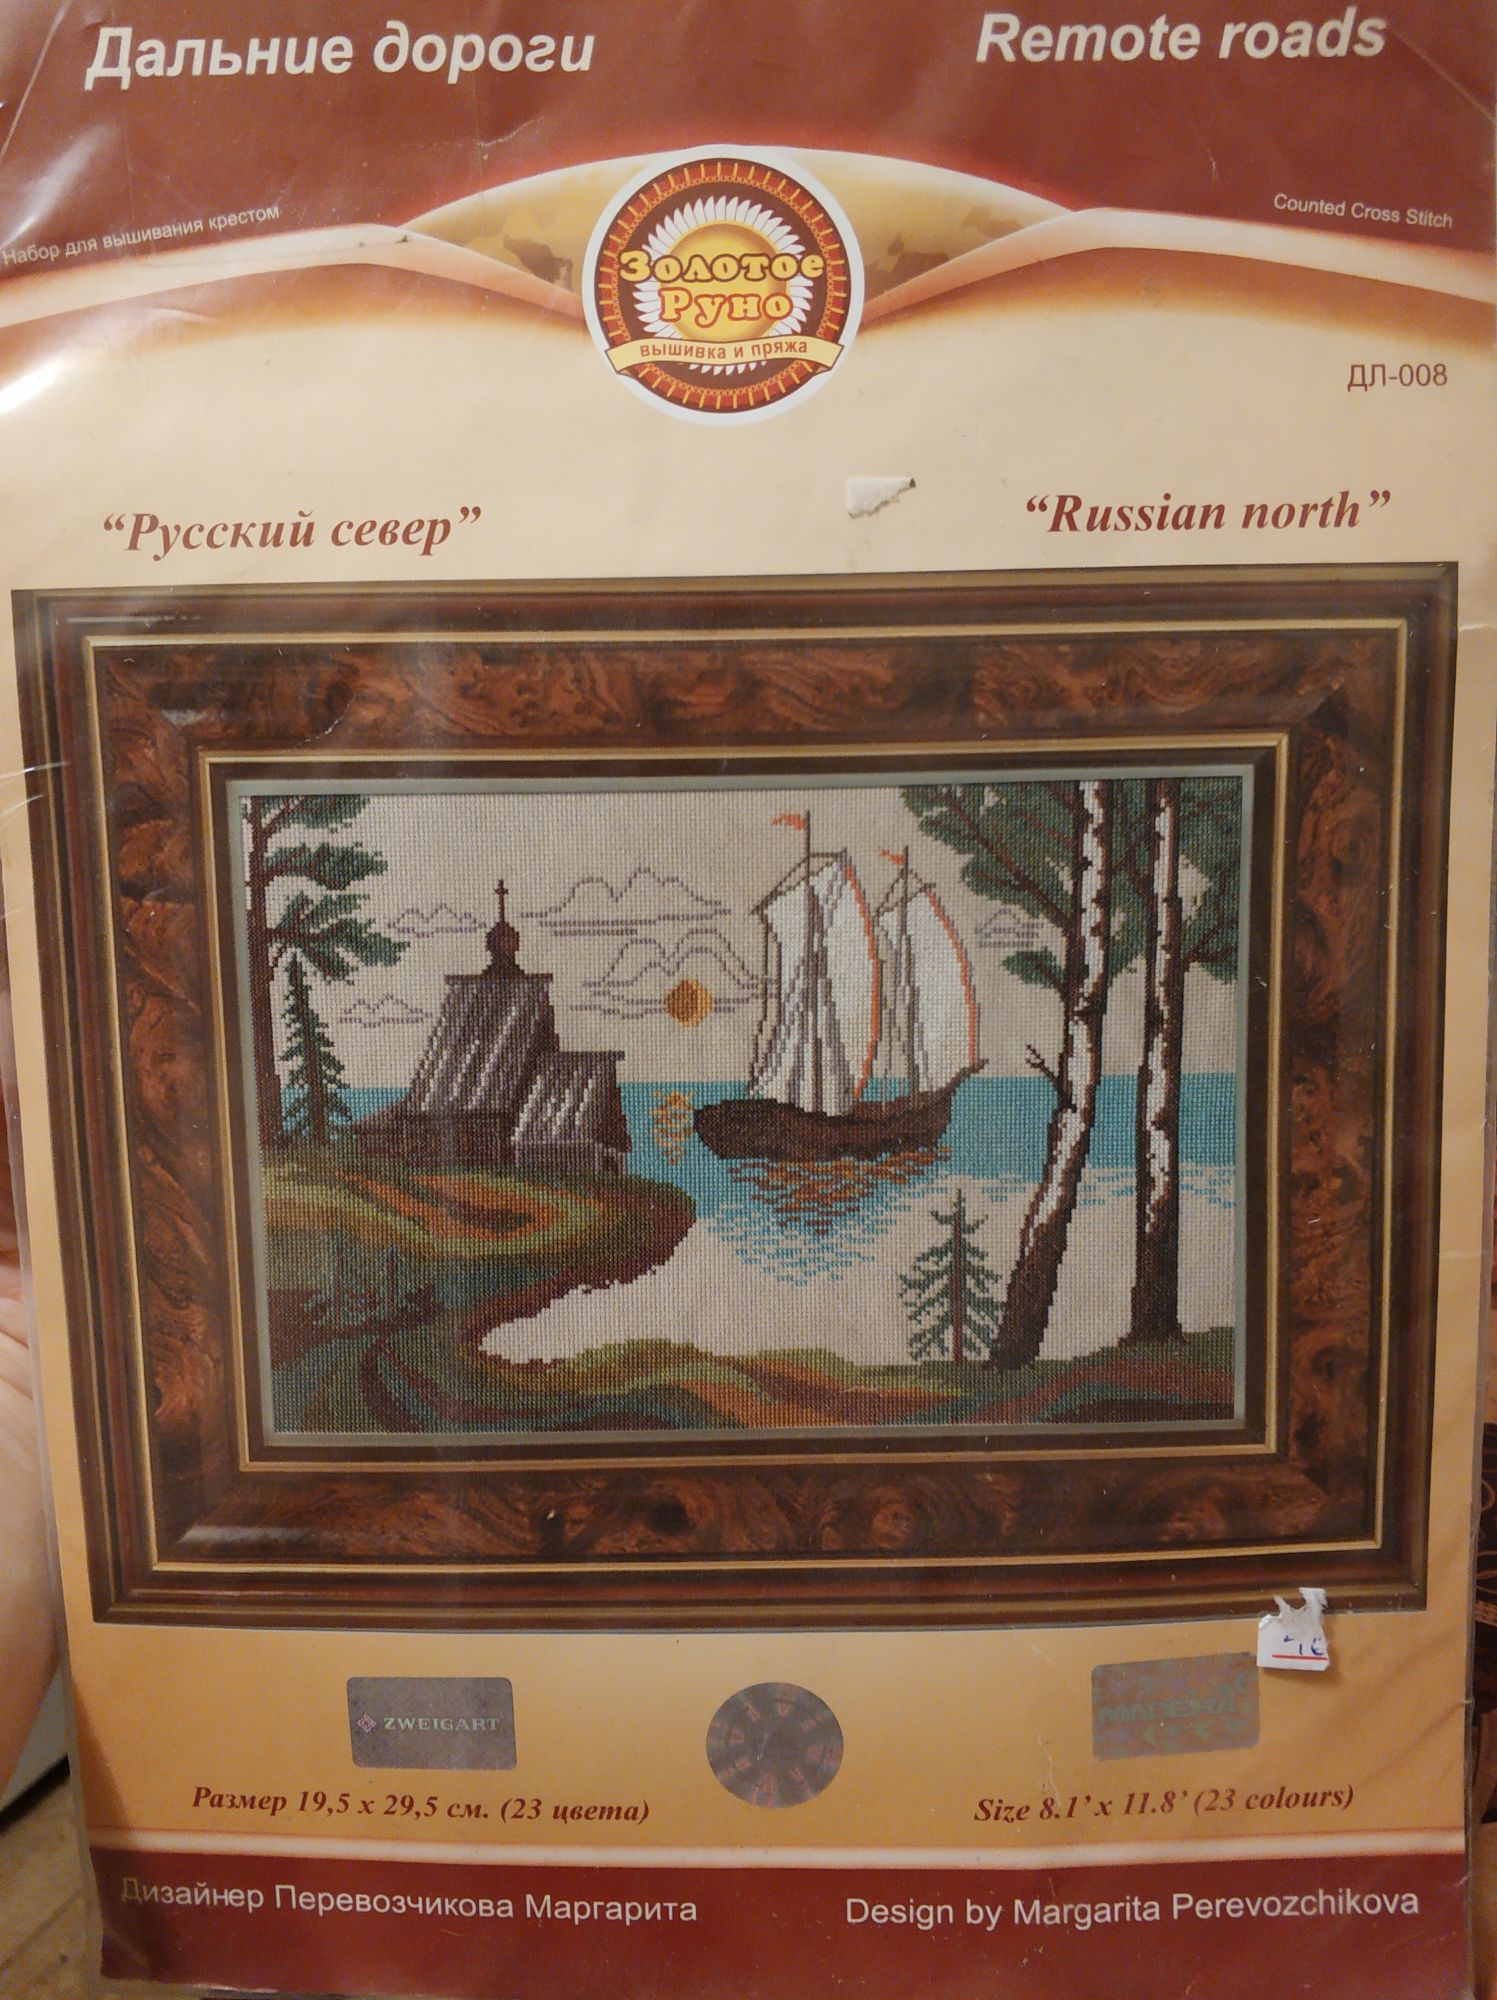 Дальние дороги
Remote roads
Набор для вышивания крестом
Counted Cross Stitch
Золотое
Руно
вышивка и пряжа
ДЛ-008
“Русский север”
“Russian north”
ZWEIGART
MADEIRA
Размер 19,5 х 29,5 см. (23 цвета)
Size 8.1’ x 11.8’ (23 colours)
Дизайнер Перевозчикова Маргарита
Design by Margarita Perevozchikova